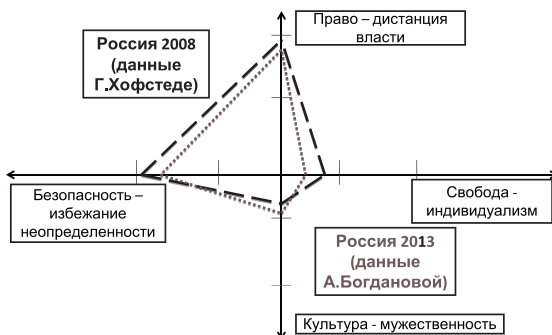 Право – дистанция
власти
Россия 2008
(данные
Г.Хофстеде)
Безопасность –
избежание
неопределенности
Свобода -
индивидуализм
Россия 2013
(данные
А.Богдановой)
Культура - мужественность